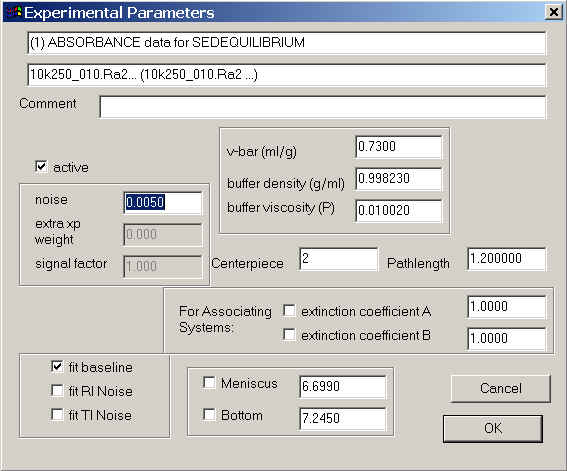 Experimental Parameters
(1) ABSORBANCE data for SEDEQUILIBRIUM
10k250_010.Ra2... (10k250_010.Ra2 ...)
Comment
active
v-bar (ml/g) 0.7300
buffer density (g/ml) 0.998230
buffer viscosity (P) 0.010020
noise 0.0050
extra xp
weight 0.000
signal factor 1.000
Centerpiece 2 Pathlength 1.200000
For Associating
Systems:
extinction coefficient A 1.0000
extinction coefficient B 1.0000
fit baseline
fit RI Noise
fit TI Noise
Meniscus 6.6990
Bottom 7.2450
Cancel
OK